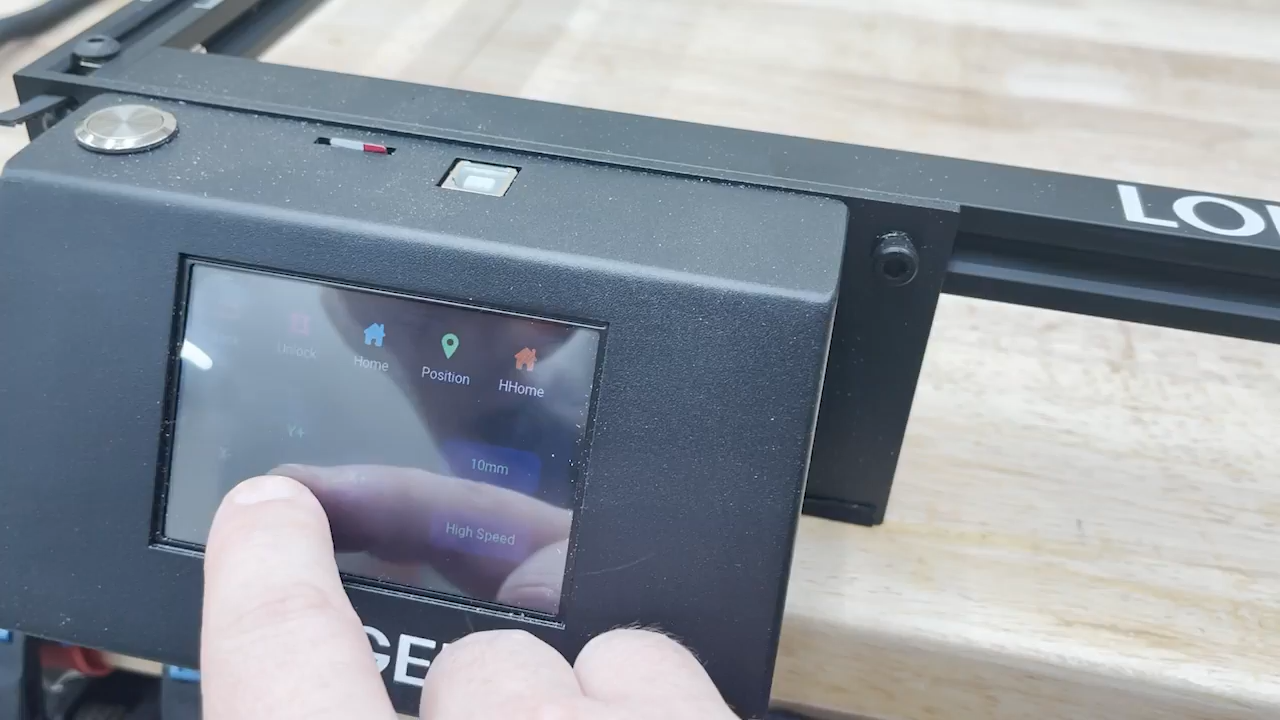 LO
Unlock
Home
Position
HHome
Y+
10mm
High Speed
GE